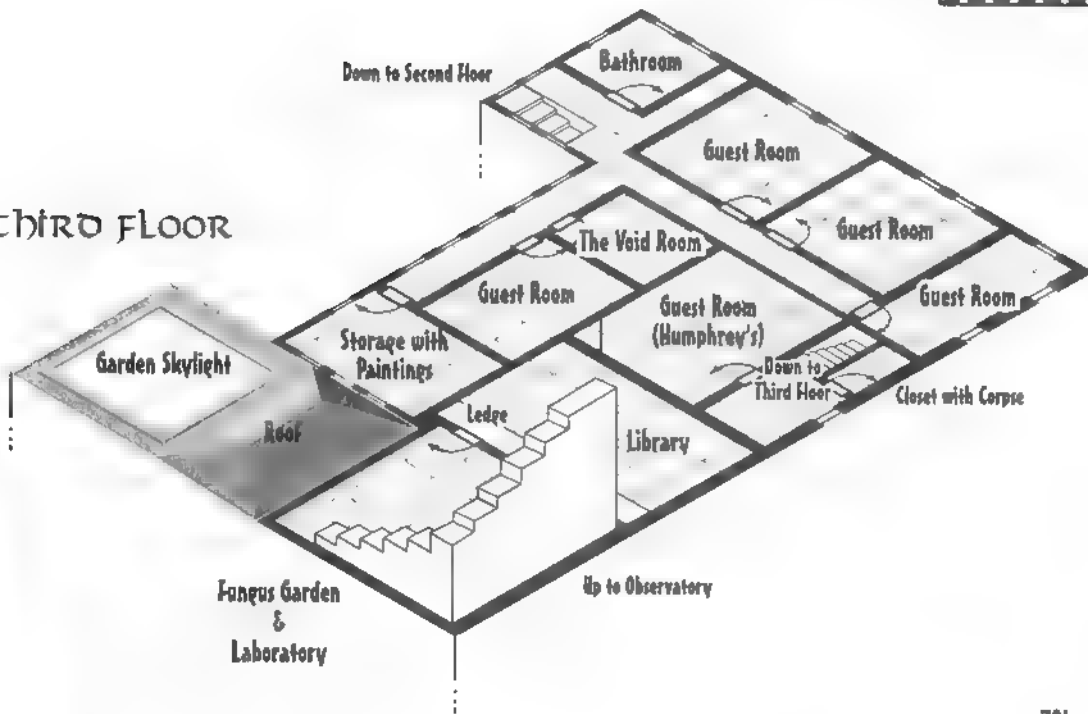 THIRD FLOOR
Down to Second Floor
Bathroom
Guest Room
Guest Room
Guest Room
The Void Room
Guest Room
Guest Room
(Humphrey's)
Storage with
Paintings
Garden Skylight
Roof
Ledge
Library
Down to
Third Floor
Closet with Corpse
Up to Observatory
Fungus Garden
&
Laboratory